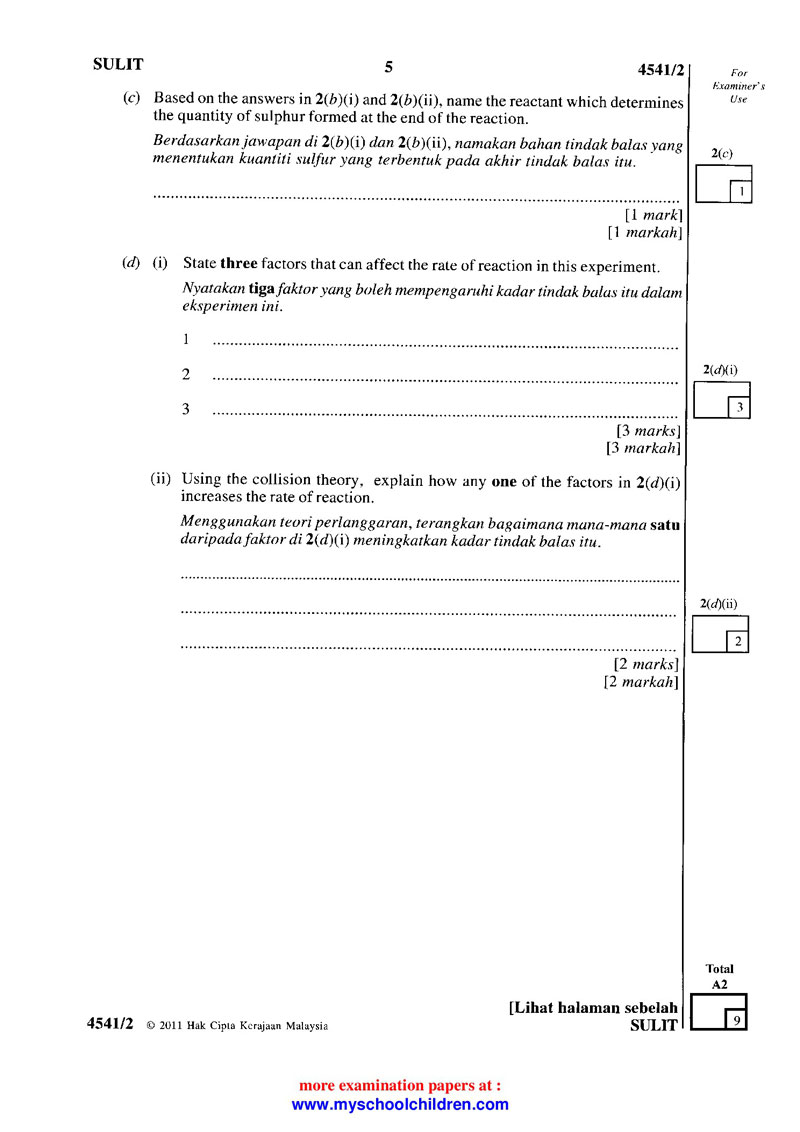 SULIT 5 4541/2
For
Examiner's
Use
(c) Based on the answers in 2(b)(i) and 2(b)(ii), name the reactant which determines
the quantity of sulphur formed at the end of the reaction.
Berdasarkan jawapan di 2(b)(i) dan 2(b)(ii), namakan bahan tindak balas yang
menentukan kuantiti sulfur yang terbentuk pada akhir tindak balas itu.
2(c)
1
[1 mark]
[1 markah]
(d) (i) State three factors that can affect the rate of reaction in this experiment.
Nyatakan tiga faktor yang boleh mempengaruhi kadar tindak balas itu dalam
eksperimen ini.
1 ........................................
2 ........................................
3 ........................................
2(d)(i)
3
[3 marks]
[3 markah]
(ii) Using the collision theory, explain how any one of the factors in 2(d)(i)
increases the rate of reaction.
Menggunakan teori perlanggaran, terangkan bagaimana mana-mana satu
daripada faktor di 2(d)(i) meningkatkan kadar tindak balas itu.
2(d)(ii)
2
[2 marks]
[2 markah]
Total
A2
9
[Lihat halaman sebelah
4541/2 © 2011 Hak Cipta Kerajaan Malaysia SULIT
more examination papers at :
www.myschoolchildren.com